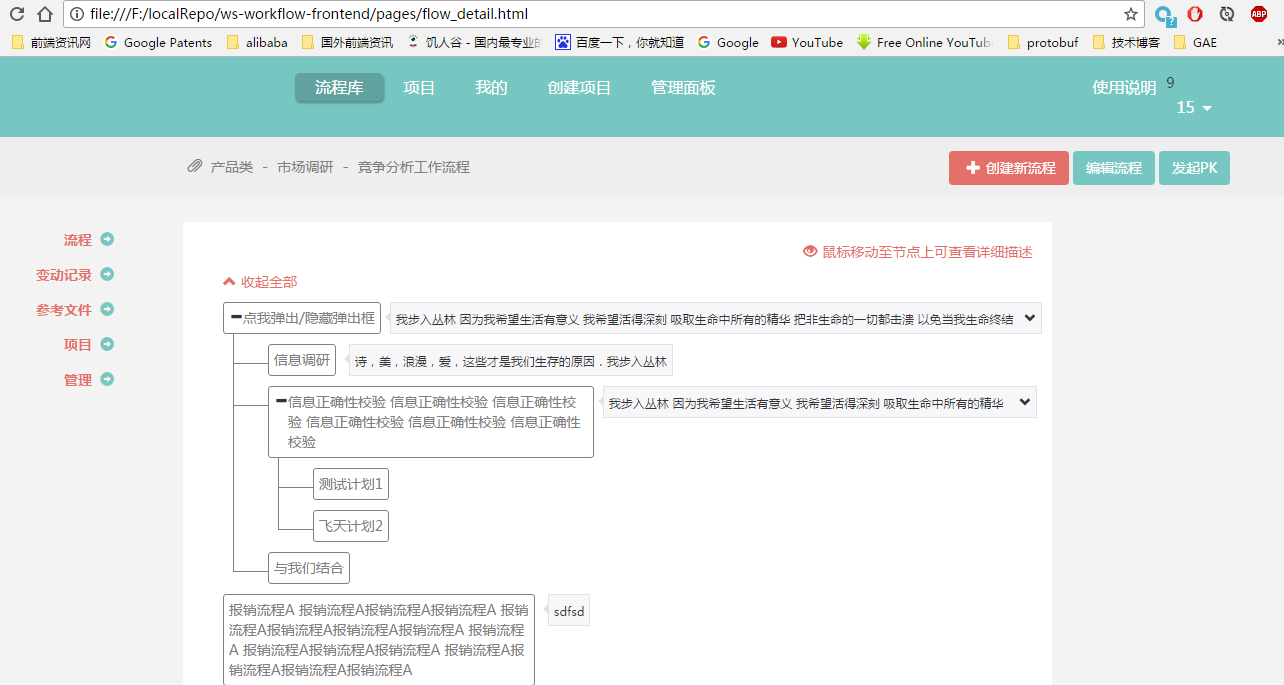 file:///F:/localRepo/ws-workflow-frontend/pages/flow_detail.html
ABP
前端资讯网 Google Patents alibaba 国外前端资讯 饥人谷 - 国内最专业的 百度一下，你就知道 Google YouTube Free Online YouTub protobuf 技术博客 GAE »
流程库 项目 我的 创建项目 管理面板 使用说明 9
15
产品类 - 市场调研 - 竞争分析工作流程 创建新流程 编辑流程 发起PK
流程
变动记录
参考文件
项目
管理
鼠标移动至节点上可查看详细描述
收起全部
点我弹出/隐藏弹出框 我步入丛林 因为我希望生活有意义 我希望活得深刻 吸取生命中所有的精华 把非生命的一切都击溃 以免当我生命终结
信息调研 诗，美，浪漫，爱，这些才是我们生存的原因．我步入丛林
信息正确性校验 信息正确性校验 信息正确性校 我步入丛林 因为我希望生活有意义 我希望活得深刻 吸取生命中所有的精华
验 信息正确性校验 信息正确性校验 信息正确性
校验
测试计划1
飞天计划2
与我们结合
报销流程A 报销流程A报销流程A报销流程A 报销 sdfsd
流程A报销流程A报销流程A报销流程A 报销流程
A 报销流程A报销流程A报销流程A 报销流程A报
销流程A报销流程A报销流程A